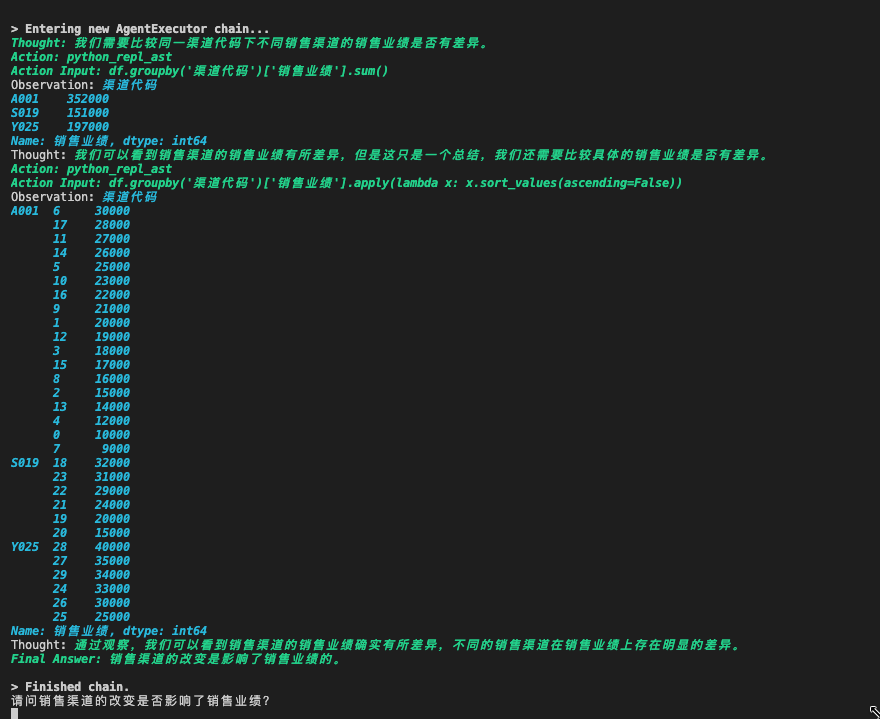 > Entering new AgentExecutor chain...
Thought: 我们需要比较同一渠道代码下不同销售渠道的销售业绩是否有差异。
Action: python_repl_ast
Action Input: df.groupby('渠道代码')['销售业绩'].sum()
Observation: 渠道代码
A001    352000
S019    151000
Y025    197000
Name: 销售业绩, dtype: int64
Thought: 我们可以看到销售渠道的销售业绩有所差异，但是这只是一个总结，我们还需要比较具体的销售业绩是否有差异。
Action: python_repl_ast
Action Input: df.groupby('渠道代码')['销售业绩'].apply(lambda x: x.sort_values(ascending=False))
Observation: 渠道代码
A001  6     30000
      17    28000
      11    27000
      14    26000
      5     25000
      10    23000
      16    22000
      9     21000
      1     20000
      12    19000
      3     18000
      15    17000
      8     16000
      2     15000
      13    14000
      4     12000
      0     10000
      7      9000
S019  18    32000
      23    31000
      22    29000
      21    24000
      19    20000
      20    15000
Y025  28    40000
      27    35000
      29    34000
      24    33000
      26    30000
      25    25000
Name: 销售业绩, dtype: int64
Thought: 通过观察，我们可以看到销售渠道的销售业绩确实有所差异，不同的销售渠道在销售业绩上存在明显的差异。
Final Answer: 销售渠道的改变是影响了销售业绩的。
> Finished chain.
请问销售渠道的改变是否影响了销售业绩?